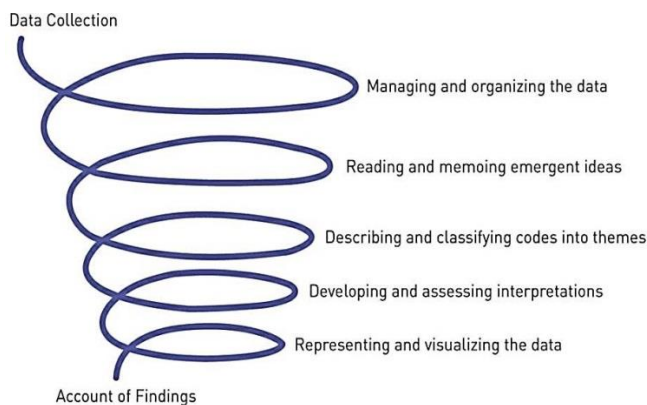 Data Collection
Managing and organizing the data
Reading and memoing emergent ideas
Describing and classifying codes into themes
Developing and assessing interpretations
Representing and visualizing the data
Account of Findings